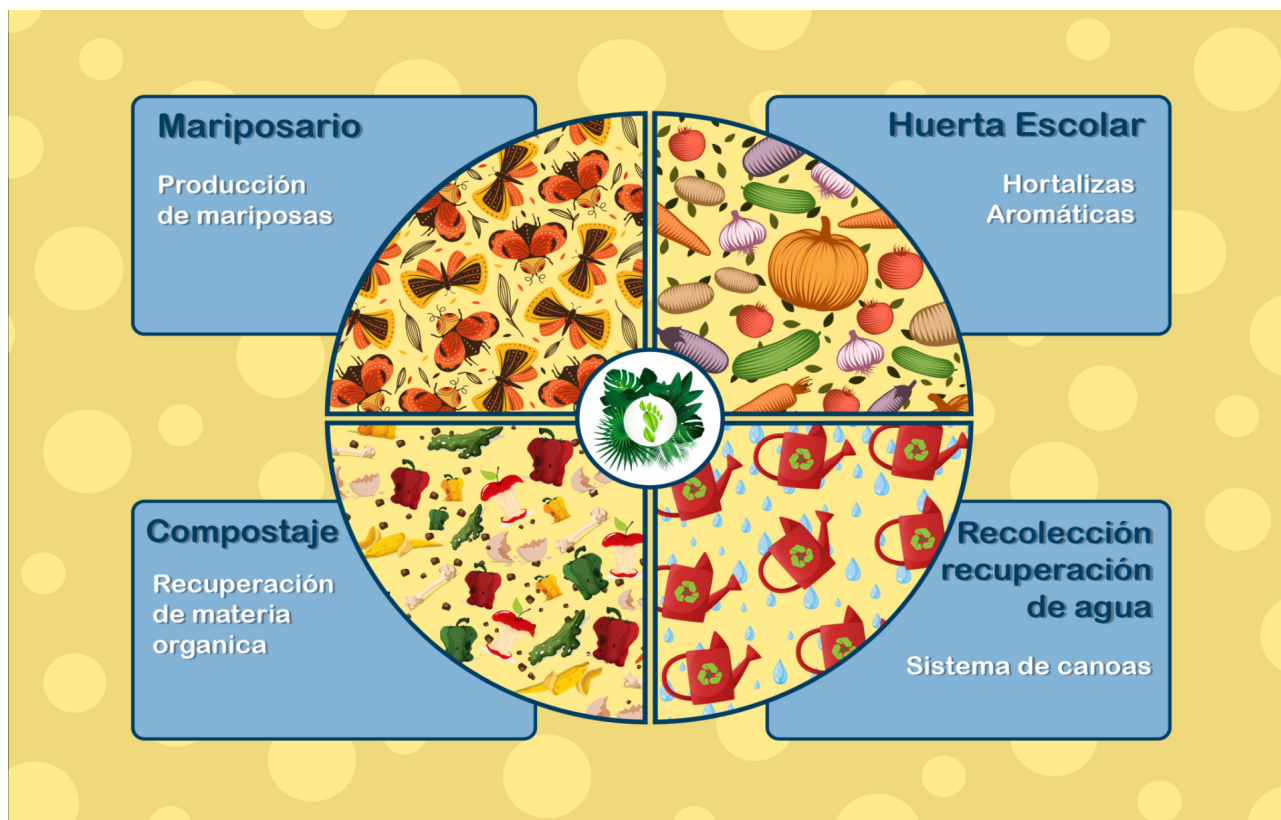 Mariposario
Producción
de mariposas
Huerta Escolar
Hortalizas
Aromáticas
Compostaje
Recuperación
de materia
organica
Recolección
recuperación
de agua
Sistema de canoas